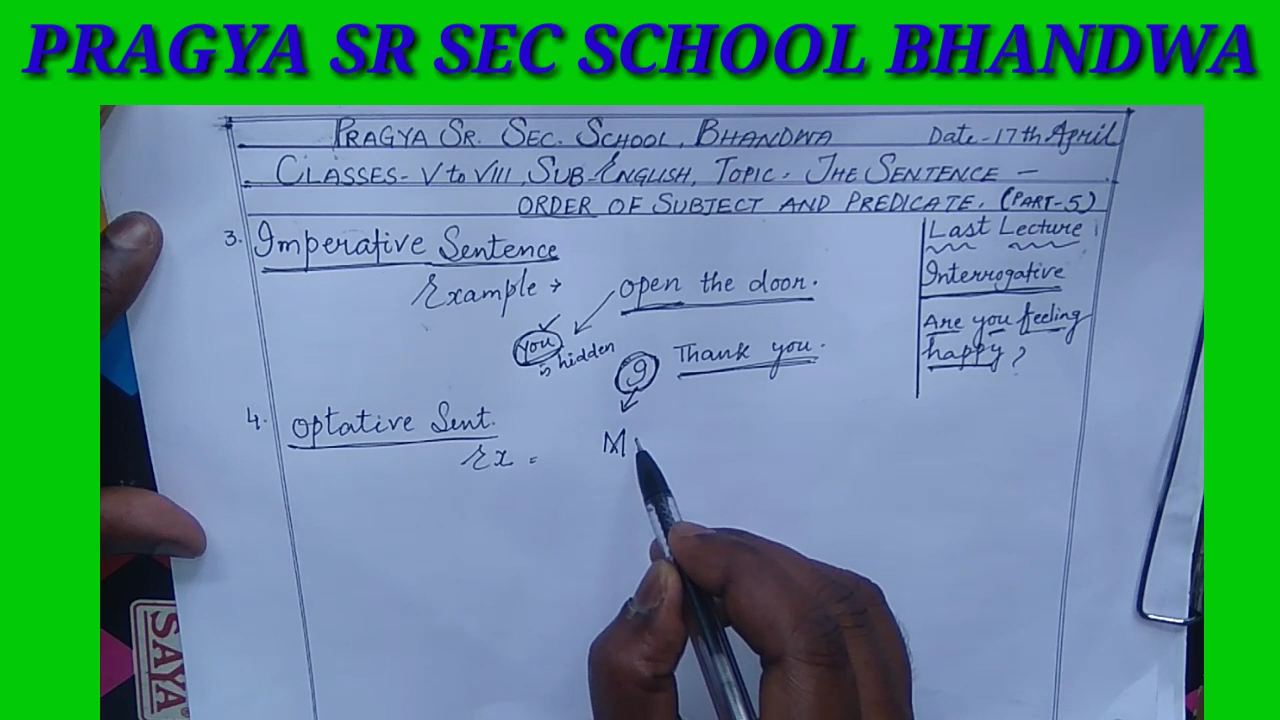 PRAGYA SR SEC SCHOOL BHANDWA
PRAGYA SR. SEC. SCHOOL, BHANDWA Date-17th April
CLASSES- V to VIII, SUB-ENGLISH, TOPIC- THE SENTENCE -
ORDER OF SUBJECT AND PREDICATE. (PART-5)
3. Imperative Sentence
Example → open the door.
you is hidden
I Thank you.
4. Optative Sent.
Ex = M
Last Lecture
Interrogative
Are you feeling
happy?
SAYA